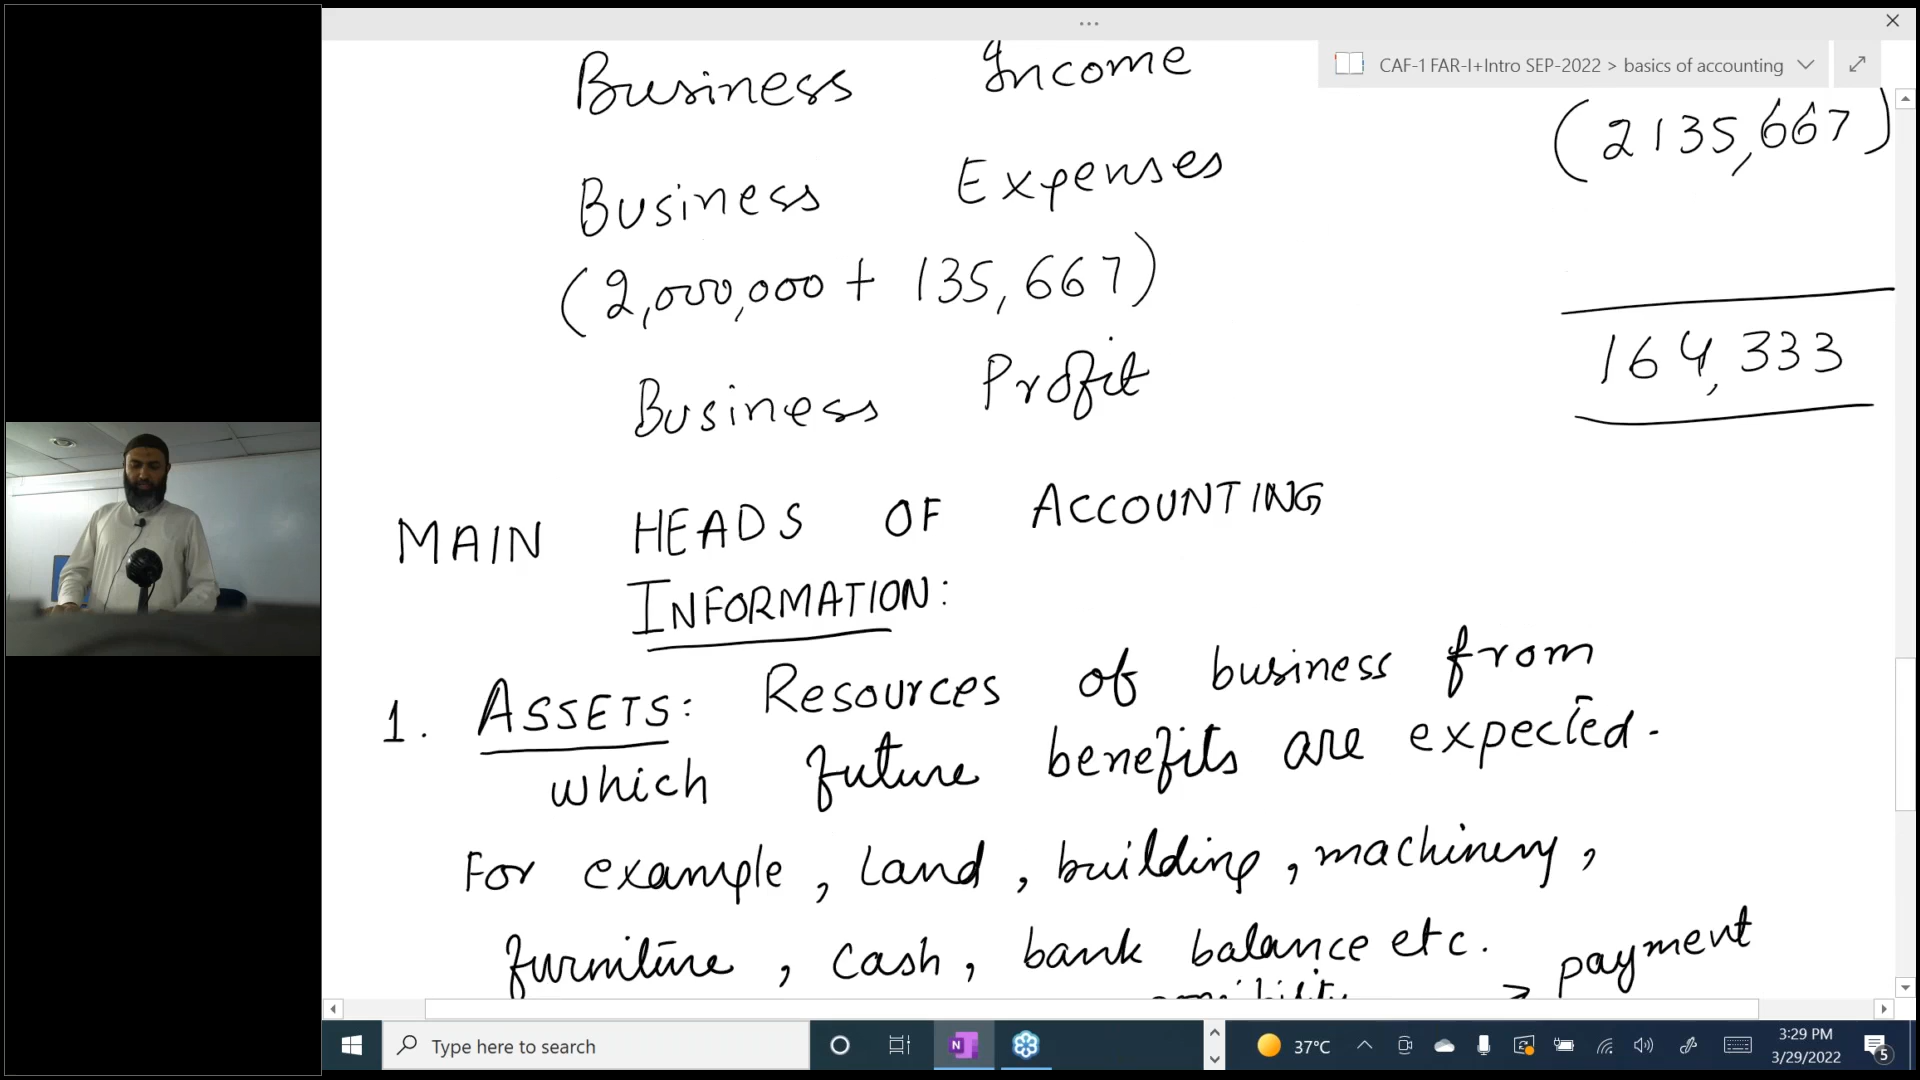 CAF-1 FAR-I+Intro SEP-2022 > basics of accounting
Business Income
(2135,667)
Business Expenses
(2,000,000 + 135,667)
164,333
Business Profit
MAIN HEADS OF ACCOUNTING
INFORMATION:
1. ASSETS: Resources of business from
which future benefits are expected.
For example, Land, building, machinery,
furniture, cash, bank balance etc.
→ payment
Type here to search
37°C
3:29 PM
3/29/2022
5